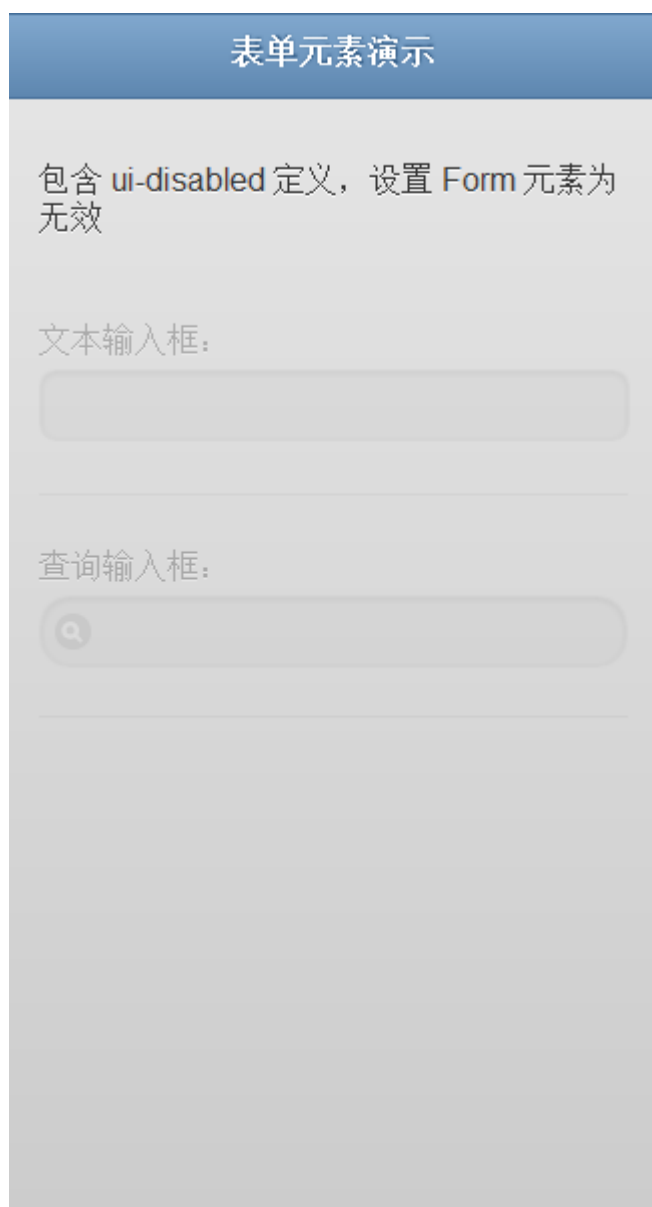 表单元素演示
包含 ui-disabled 定义，设置 Form 元素为
无效
文本输入框：
查询输入框：